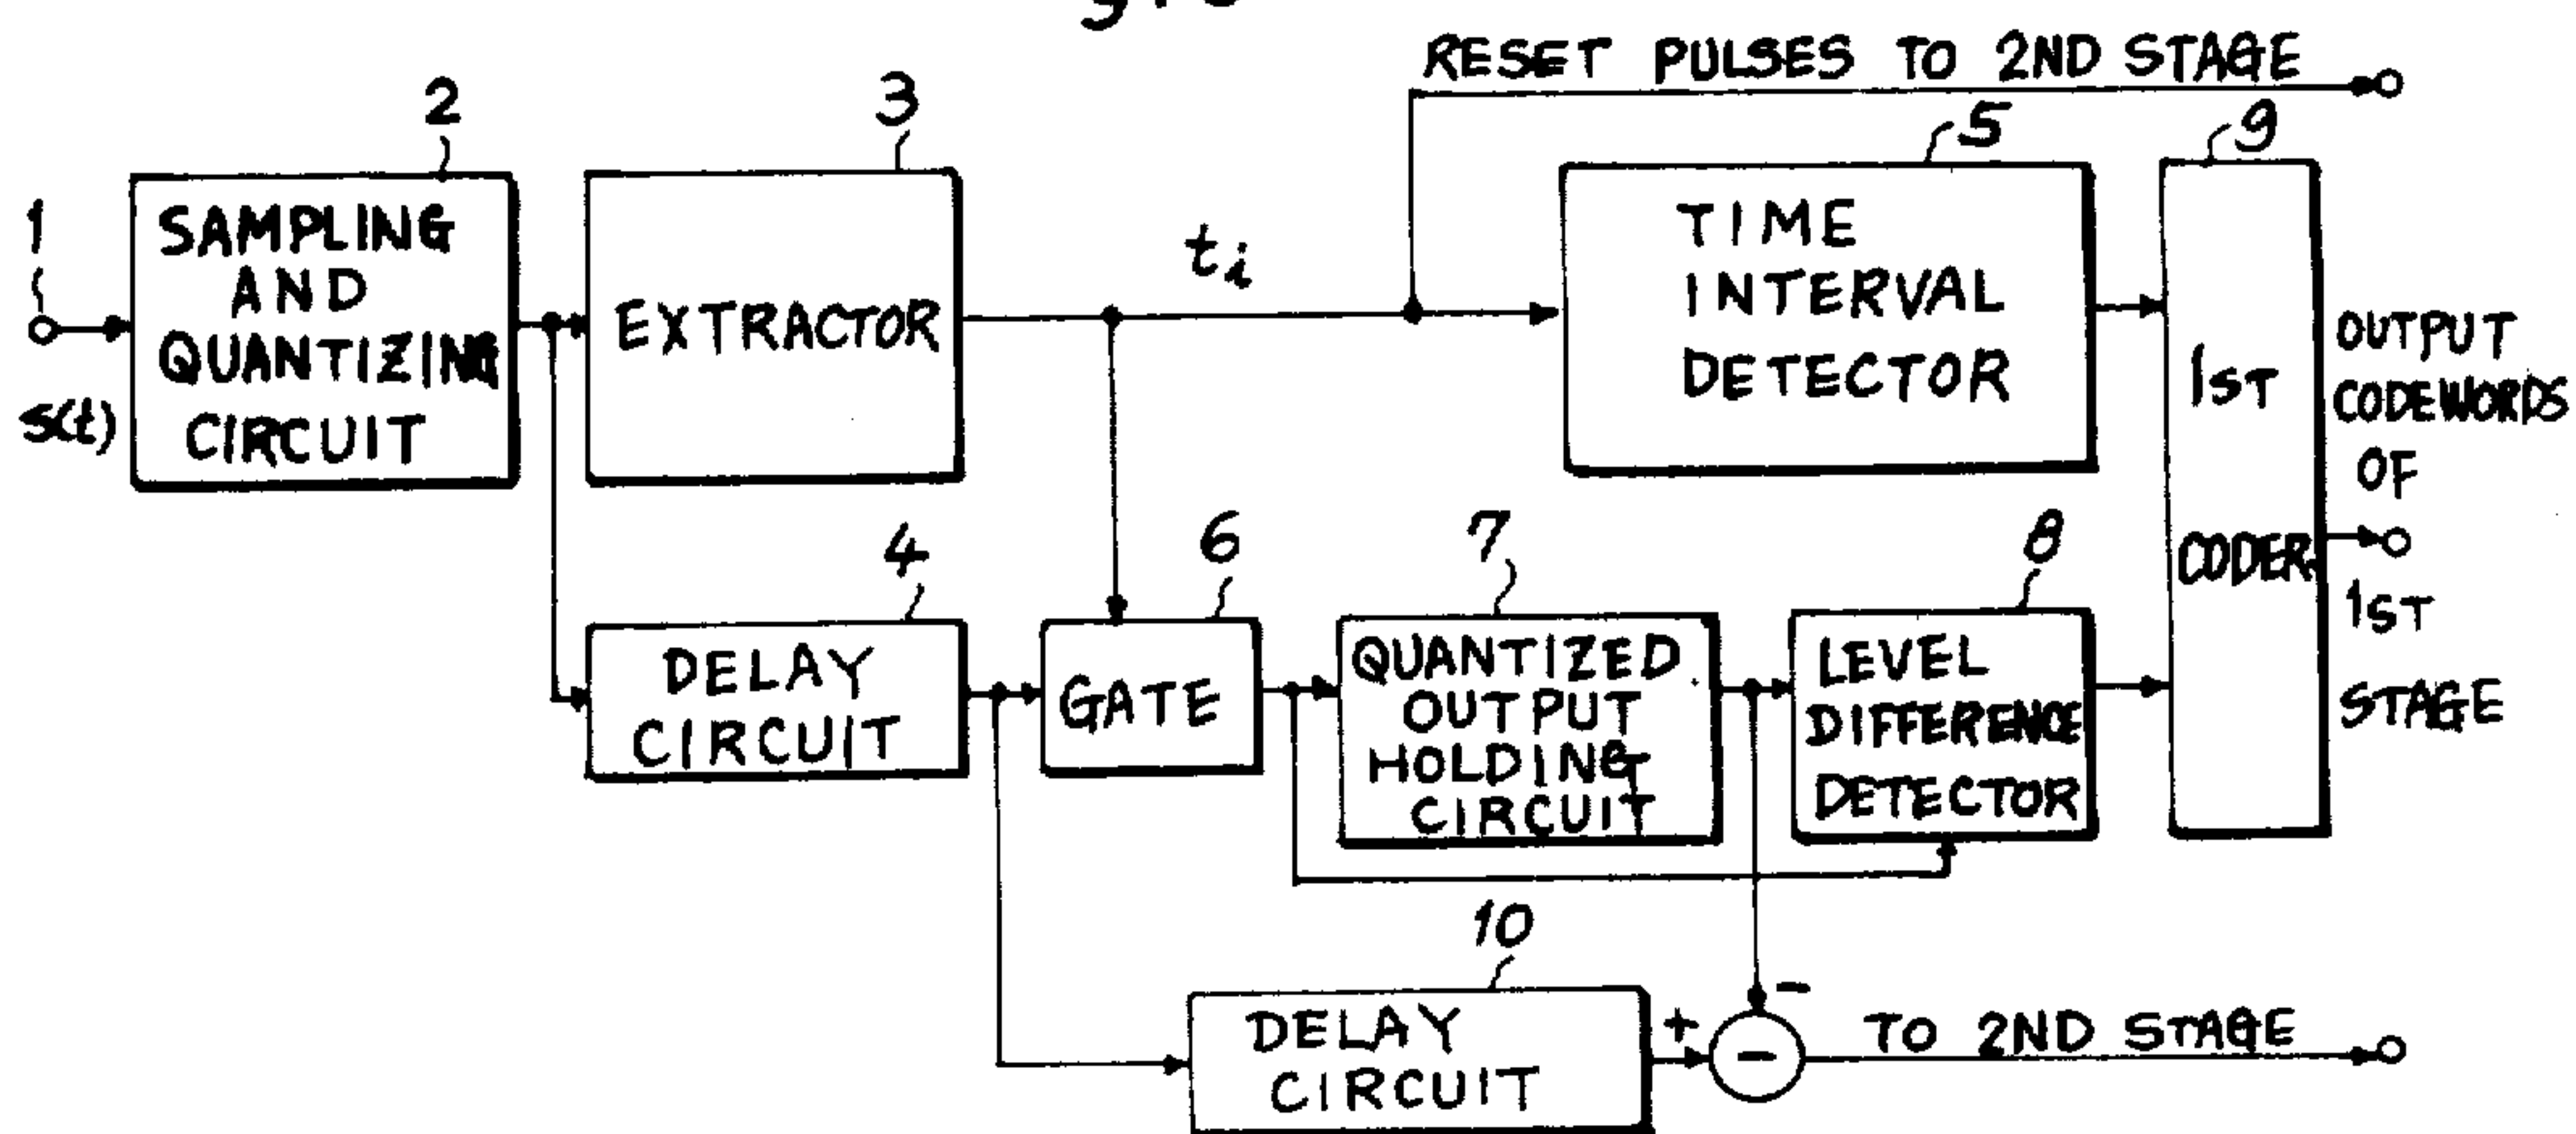 RESET PULSES TO 2ND STAGE
2
3
5
9
1
s(t)
SAMPLING
AND
QUANTIZING
CIRCUIT
EXTRACTOR
ti
TIME
INTERVAL
DETECTOR
1ST
CODER
OUTPUT
CODEWORDS
OF
1ST
STAGE
4
6
7
8
DELAY
CIRCUIT
GATE
QUANTIZED
OUTPUT
HOLDING
CIRCUIT
LEVEL
DIFFERENCE
DETECTOR
10
DELAY
CIRCUIT
+
-
-
TO 2ND STAGE